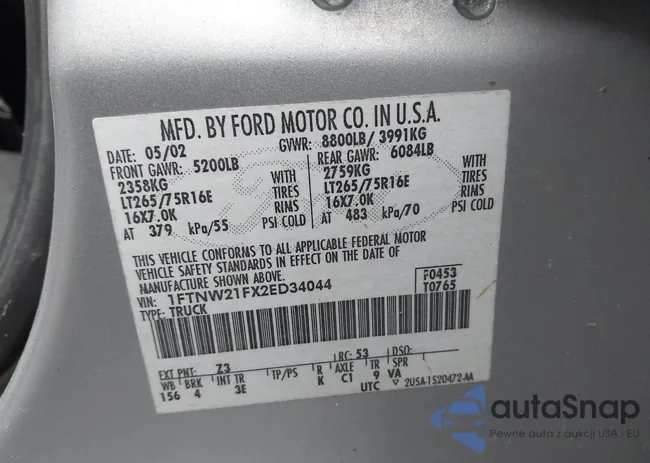 MFD. BY FORD MOTOR CO. IN U.S.A.
DATE: 05/02 GVWR: 8800LB/ 3991KG
FRONT GAWR: 5200LB REAR GAWR: 6084LB
2358KG WITH 2759KG WITH
LT265/75R16E TIRES LT265/75R16E TIRES
16X7.0K RIMS 16X7.0K RIMS
AT 379 kPa/55 PSI COLD AT 483 kPa/70 PSI COLD
THIS VEHICLE CONFORMS TO ALL APPLICABLE FEDERAL MOTOR
VEHICLE SAFETY STANDARDS IN EFFECT ON THE DATE OF
MANUFACTURE SHOWN ABOVE.
VIN: 1FTNW21FX2ED34044 F0453
TYPE: TRUCK T0765
EXT PNT: Z3 RC: 53 DSO:
WB BRK INT TR TP/PS R AXLE TR SPR
156 4 3E K C1 9 VA
UTC ▽ 2U5A-1520472-AA
autoSnap
Pewne auta z aukcji USA - EU